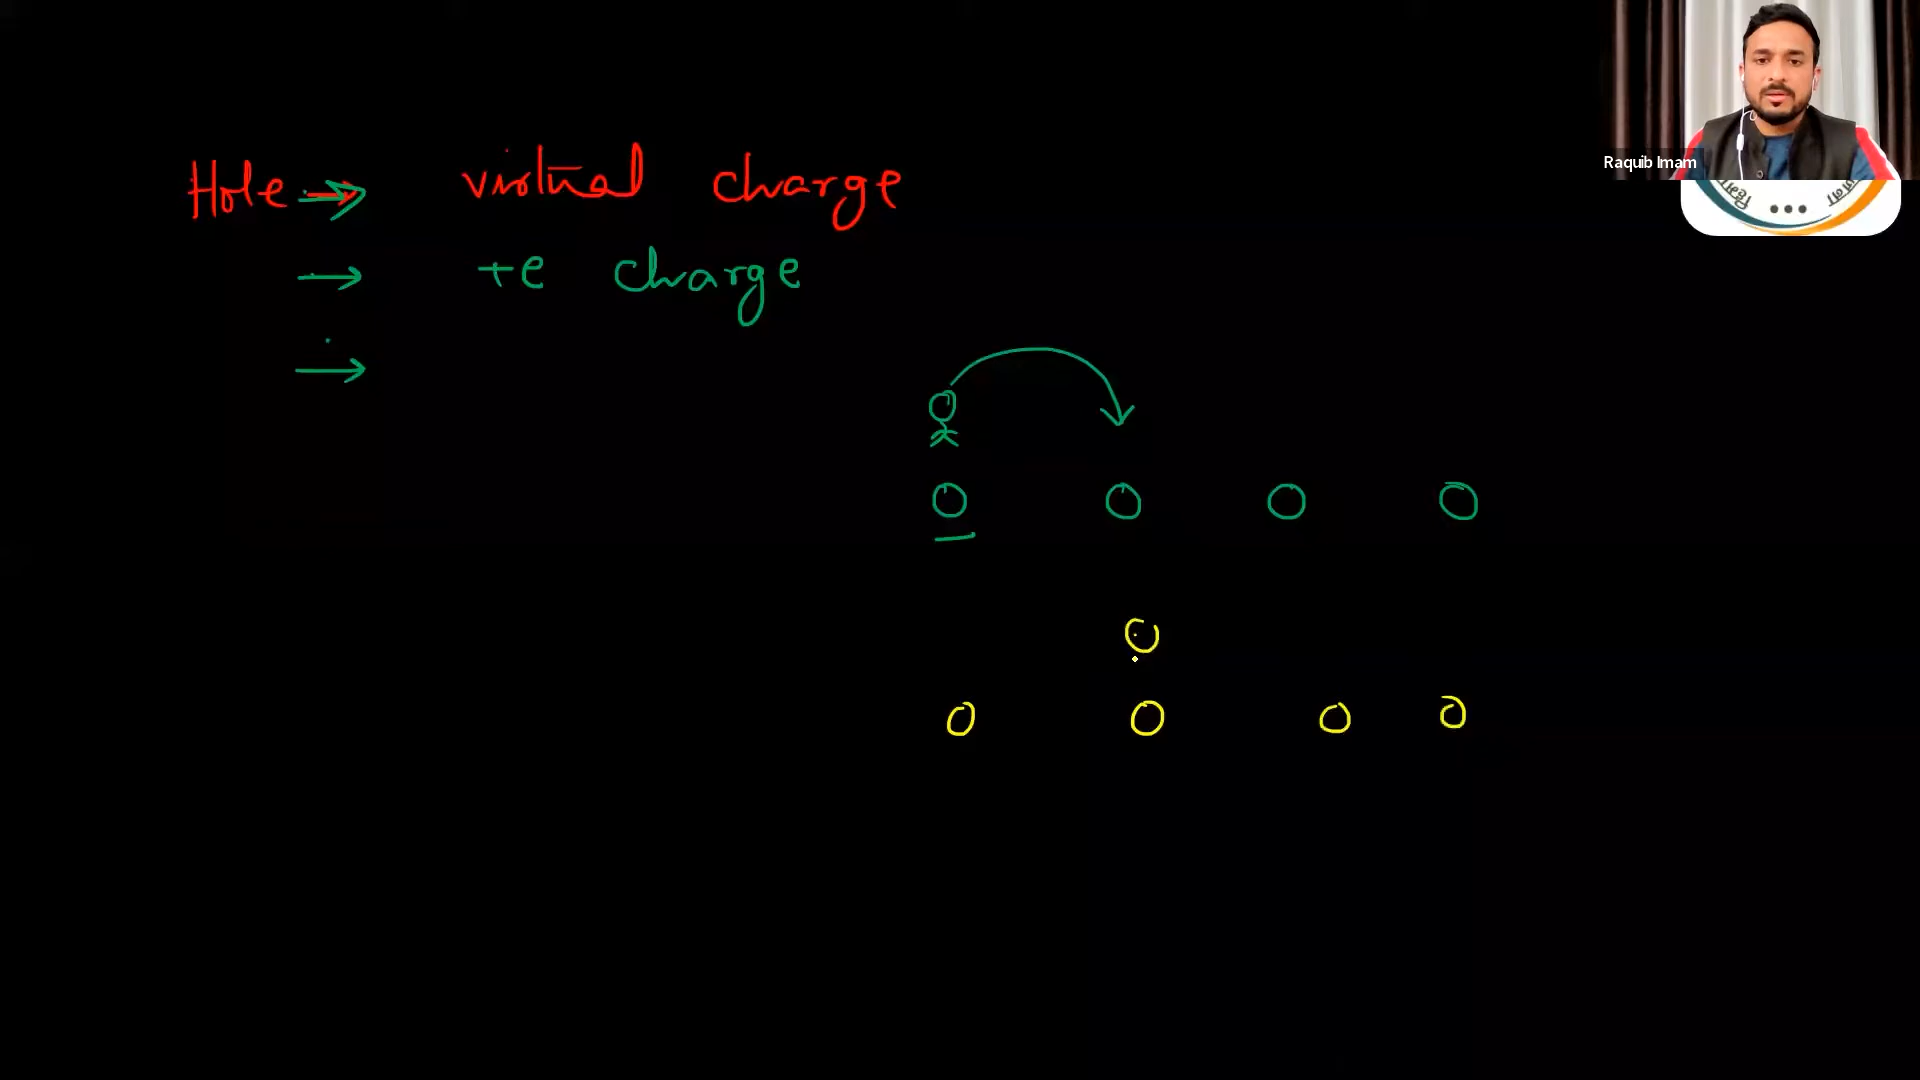 Hole → virtual charge
→ +e charge
→
Raquib Imam